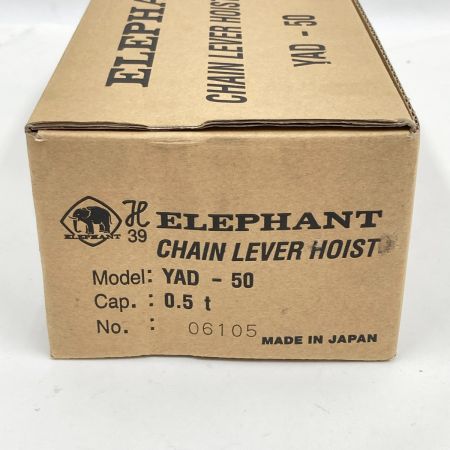 ELEPHANT
CHAIN LEVER HOIST
YAD - 50
ELEPHANT
H
39
ELEPHANT
CHAIN LEVER HOIST
Model: YAD - 50
Cap. : 0.5 t
No. : 06105
MADE IN JAPAN